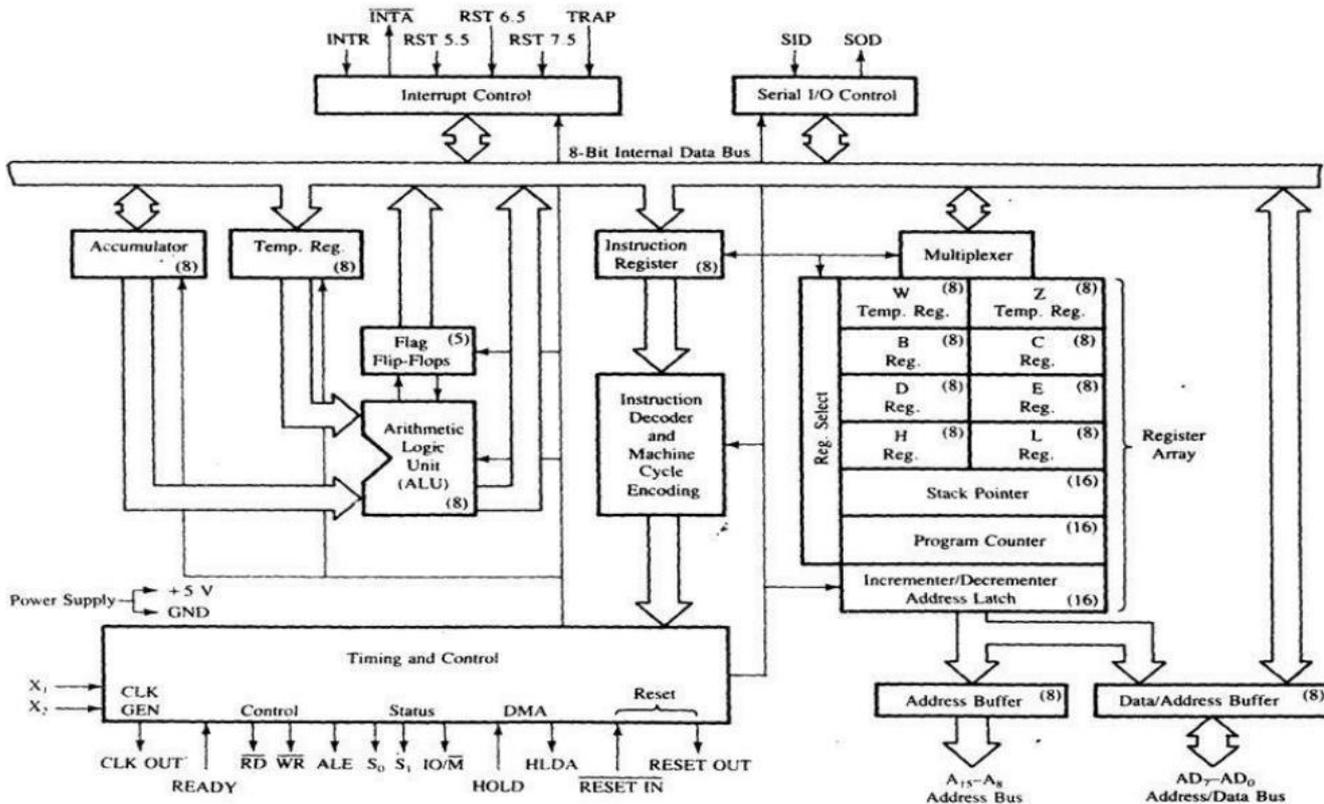 INTR
INTA
RST 5.5
RST 6.5
RST 7.5
TRAP
SID
SOD
Interrupt Control
Serial I/O Control
8-Bit Internal Data Bus
Accumulator
(8)
Temp. Reg.
(8)
Instruction
Register
(8)
Multiplexer
Flag
Flip-Flops
(5)
Arithmetic
Logic
Unit
(ALU)
(8)
Instruction
Decoder
and
Machine
Cycle
Encoding
Reg. Select
W (8)
Temp. Reg.
Z (8)
Temp. Reg.
B (8)
Reg.
C (8)
Reg.
D (8)
Reg.
E (8)
Reg.
H (8)
Reg.
L (8)
Reg.
Stack Pointer (16)
Program Counter (16)
Incrementer/Decrementer
Address Latch (16)
Register
Array
Power Supply
+5 V
GND
Timing and Control
X₁
X₂
CLK
GEN
Control
Status
DMA
Reset
CLK OUT
READY
RD
WR
ALE
S₀
S₁
IO/M
HOLD
HLDA
RESET IN
RESET OUT
Address Buffer (8)
Data/Address Buffer (8)
A₁₅–A₈
Address Bus
AD₇–AD₀
Address/Data Bus